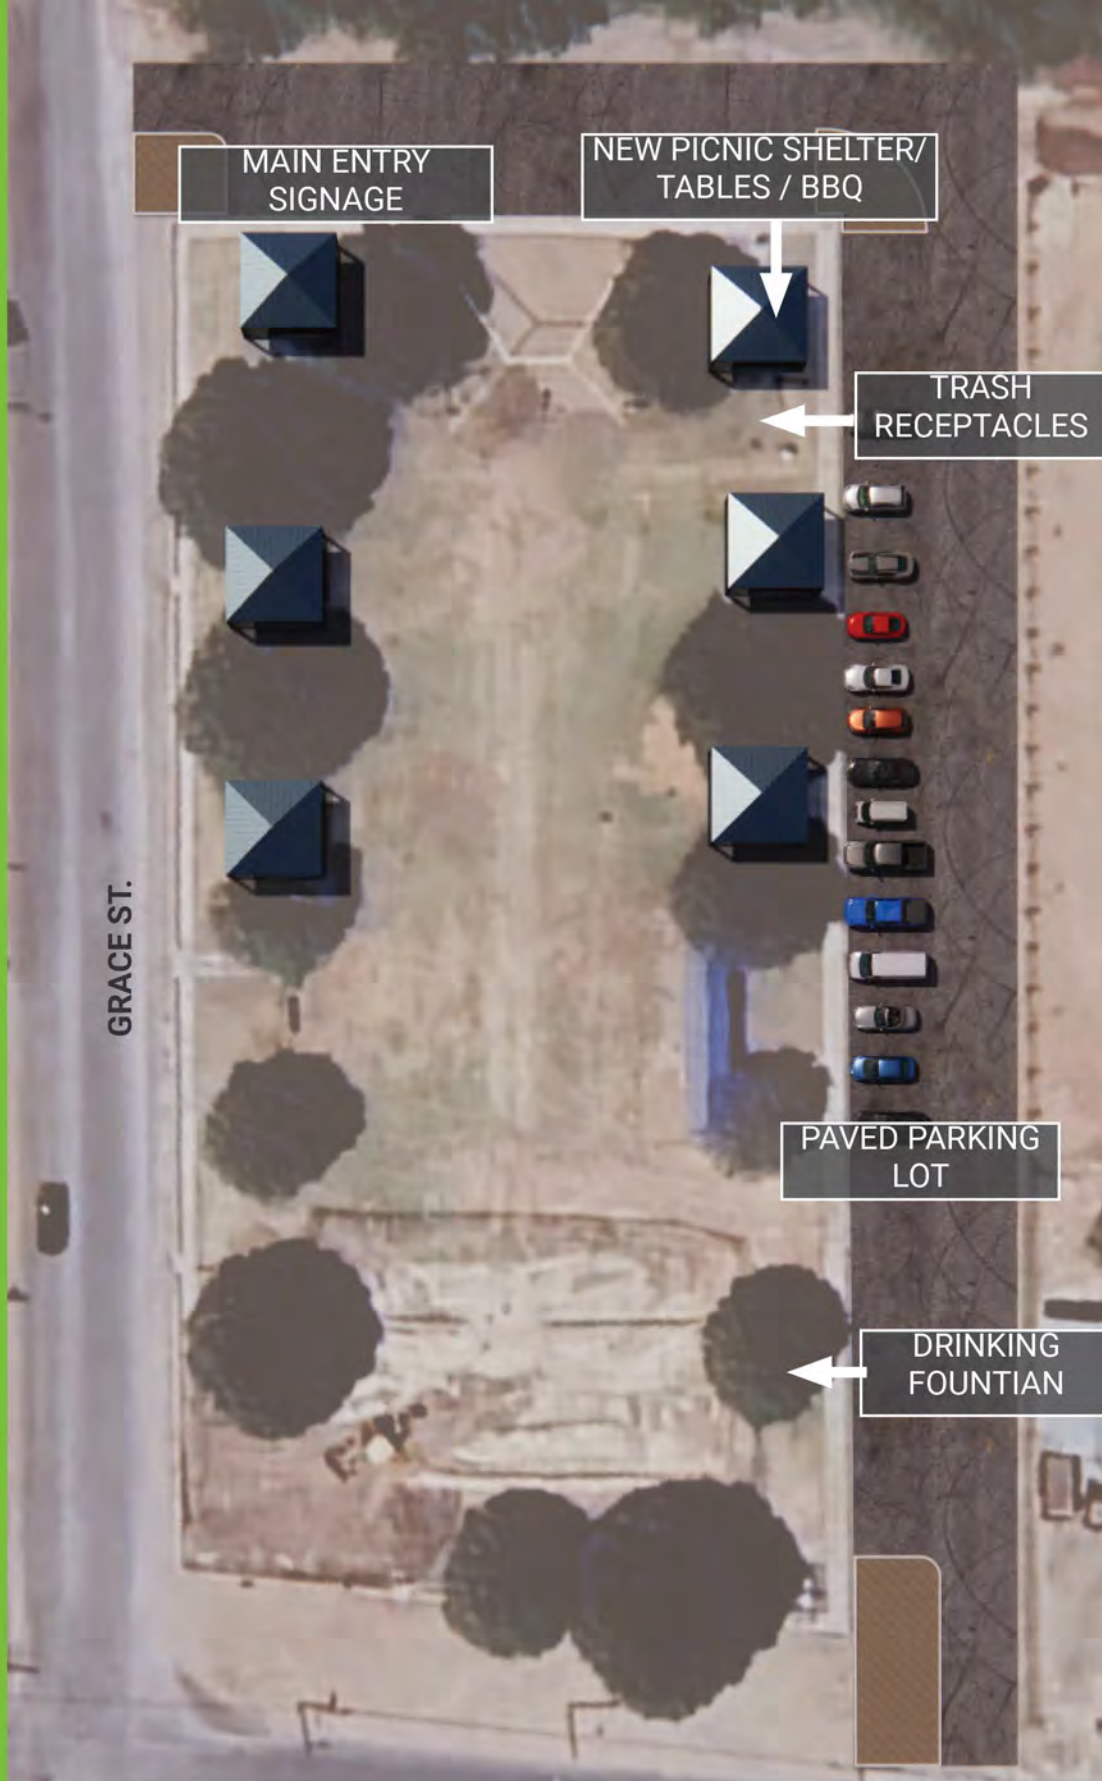 MAIN ENTRY
SIGNAGE
NEW PICNIC SHELTER/
TABLES / BBQ
TRASH
RECEPTACLES
GRACE ST.
PAVED PARKING
LOT
DRINKING
FOUNTIAN